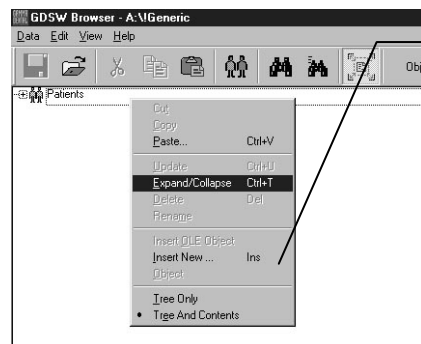 GDSW Browser - A:\!Generic
Data Edit View Help
Obj
Patients
Cut
Copy
Paste... Ctrl+V
Update Ctrl+U
Expand/Collapse Ctrl+T
Delete Del
Rename
Insert OLE Object
Insert New ... Ins
Object
Tree Only
• Tree And Contents